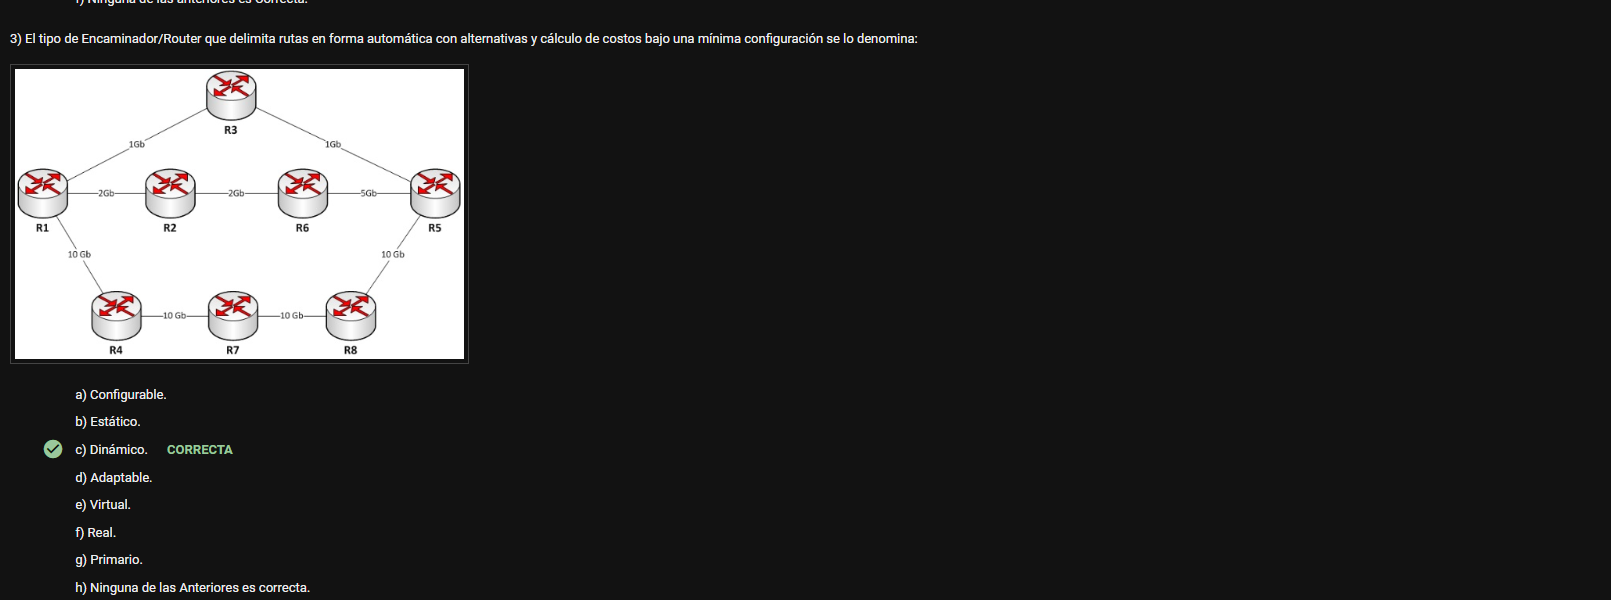 3) El tipo de Encaminador/Router que delimita rutas en forma automática con alternativas y cálculo de costos bajo una mínima configuración se lo denomina:
R3
1Gb
1Gb
2Gb
2Gb
5Gb
R1
R2
R6
R5
10 Gb
10 Gb
10 Gb
10 Gb
R4
R7
R8
a) Configurable.
b) Estático.
c) Dinámico. CORRECTA
d) Adaptable.
e) Virtual.
f) Real.
g) Primario.
h) Ninguna de las Anteriores es correcta.